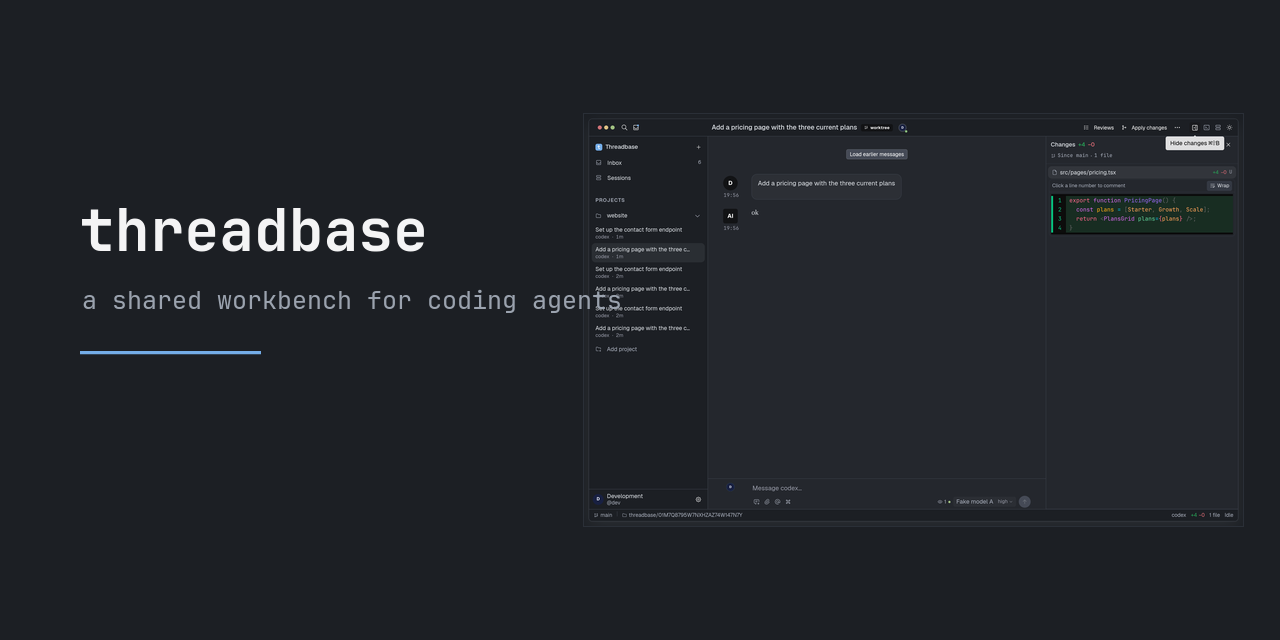 threadbase
a shared workbench for coding agents
Add a pricing page with the three current plans worktree
Reviews Apply changes
Threadbase
Inbox 8
Sessions
PROJECTS
website
Set up the contact form endpoint
codex · 1m
Add a pricing page with the three c...
codex · 1m
Set up the contact form endpoint
codex · 2m
Add a pricing page with the three c...
Set up the contact form endpoint
codex · 2m
Add a pricing page with the three c...
codex · 2m
Add project
D Development
@dev
Load earlier messages
D Add a pricing page with the three current plans
19:56
AI ok
19:56
Message codex...
1 Fake model A high
Changes +4 −0
Hide changes ⌘⌥B
Since main · 1 file
src/pages/pricing.tsx +4 −0
Click a line number to comment Wrap
1 export function PricingPage() {
2 const plans = [Starter, Growth, Scale];
3 return <PlansGrid plans={plans} />;
4 }
main threadbase/01M7Q8795W7NXHZAZ74W147N7Y
codex +4 −0 1 file Idle